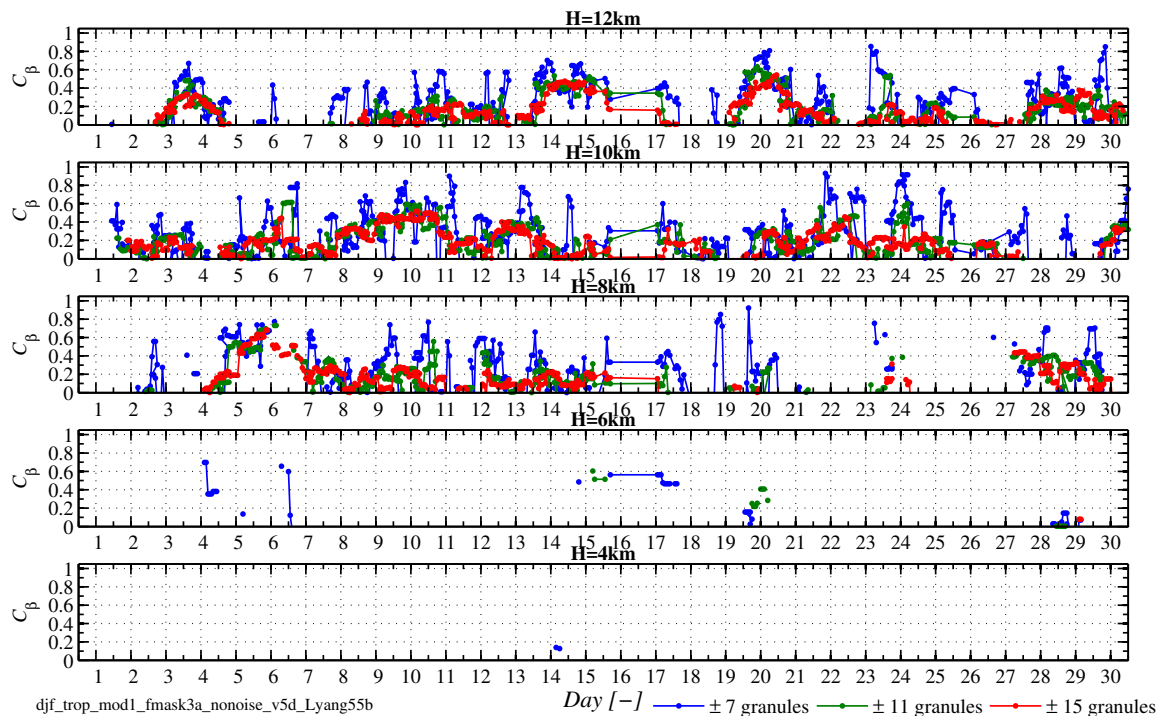 H=12km
1
0.8
0.6
0.4
0.2
0
C_β
1 2 3 4 5 6 7 8 9 10 11 12 13 14 15 16 17 19 20 21 22 23 24 25 26 27 28 29 30
H=10km
1
0.8
0.6
0.4
0.2
0
C_β
1 2 3 4 5 6 7 8 9 10 11 12 13 14 15 16 17 19 20 21 22 23 24 25 26 27 28 29 30
H=8km
1
0.8
0.6
0.4
0.2
0
C_β
1 2 3 4 5 6 7 8 9 10 11 12 13 14 15 16 17 19 20 21 22 23 24 25 26 27 28 29 30
H=6km
1
0.8
0.6
0.4
0.2
0
C_β
1 2 3 4 5 6 7 8 9 10 11 12 13 14 15 16 17 19 20 21 22 23 24 25 26 27 28 29 30
H=4km
1
0.8
0.6
0.4
0.2
0
C_β
1 2 3 4 5 6 7 8 9 10 11 12 13 14 15 16 17 19 20 21 22 23 24 25 26 27 28 29 30
djf_trop_mod1_fmask3a_nonoise_v5d_Lyang55b
Day [−]
± 7 granules ± 11 granules ± 15 granules